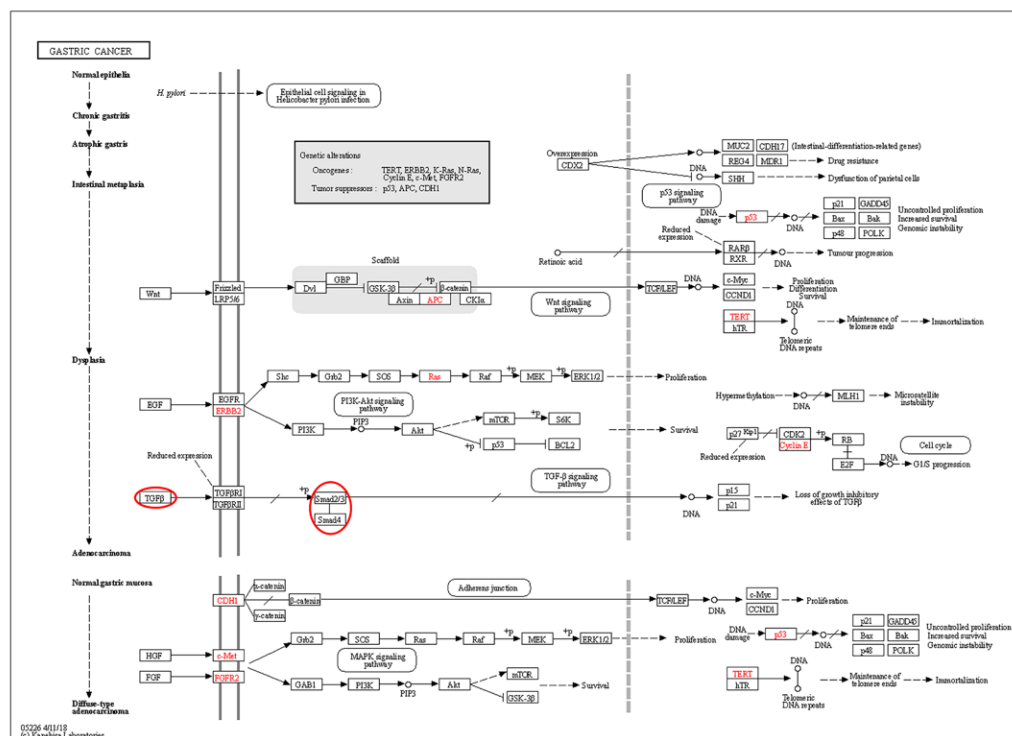 GASTRIC CANCER
Normal epithelia
H. pylori
Epithelial cell signaling in
Helicobacter pylori infection
Chronic gastritis
Atrophic gastris
Intestinal metaplasia
Genetic alterations
Oncogenes : TERT, ERBB2, K-Ras, N-Ras,
Cyclin E, c-Met, FGFR2
Tumor suppressors : p53, APC, CDH1
Overexpression
CDX2
DNA
MUC2 CDH17 (Intestinal-differentiation-related genes)
REG4 MDR1 Drug resistance
SHH Dysfunction of parietal cells
p53 signaling
pathway
DNA
damage
p53
DNA
p21 GADD45
Bax Bak
p48 POLK
Uncontrolled proliferation
Increased survival
Genomic instability
Reduced
expression
Retinoic acid
RARβ
RXR
DNA
Tumour progression
Scaffold
Wnt
Frizzled
LRP5/6
Dvl
GBP
GSK-3β
+p
β-catenin
Axin APC CKIα
Wnt signaling
pathway
TCF/LEF
DNA
c-Myc
CCND1
Proliferation
Differentiation
Survival
TERT
hTR
DNA
Telomeric
DNA repeats
Maintenance of
telomere ends
Immortalization
Dysplasia
EGF
EGFR
ERBB2
Shc Grb2 SOS Ras Raf +p MEK +p ERK1/2 Proliferation
PI3K-Akt signaling
pathway
PI3K PIP3 Akt
mTOR +p S6K
+p p53 BCL2
Survival
Hypermethylation
DNA
MLH1
Microsatellite
instability
p27 Kip1
Reduced expression
CDK2
Cyclin E
+p
RB
E2F
DNA
Cell cycle
G1/S progression
Reduced expression
TGFβ
TGFβRI
TGFβRII
+p
Smad2/3
Smad4
TGF-β signaling
pathway
DNA
p15
p21
Loss of growth inhibitory
effects of TGFβ
Adenocarcinoma
Normal gastric mucosa
CDH1
α-catenin
β-catenin
γ-catenin
Adherens junction
TCF/LEF
DNA
c-Myc
CCND1
Proliferation
HGF
c-Met
FGF
FGFR2
Grb2 SOS Ras Raf +p MEK +p ERK1/2 Proliferation
MAPK signaling
pathway
GAB1 PI3K PIP3 Akt
mTOR
GSK-3β
Survival
DNA
damage
p53
DNA
p21 GADD45
Bax Bak
p48 POLK
Uncontrolled proliferation
Increased survival
Genomic instability
TERT
hTR
DNA
Telomeric
DNA repeats
Maintenance of
telomere ends
Immortalization
Diffuse-type
adenocarcinoma
05226 4/11/18
(c) Kanehisa Laboratories